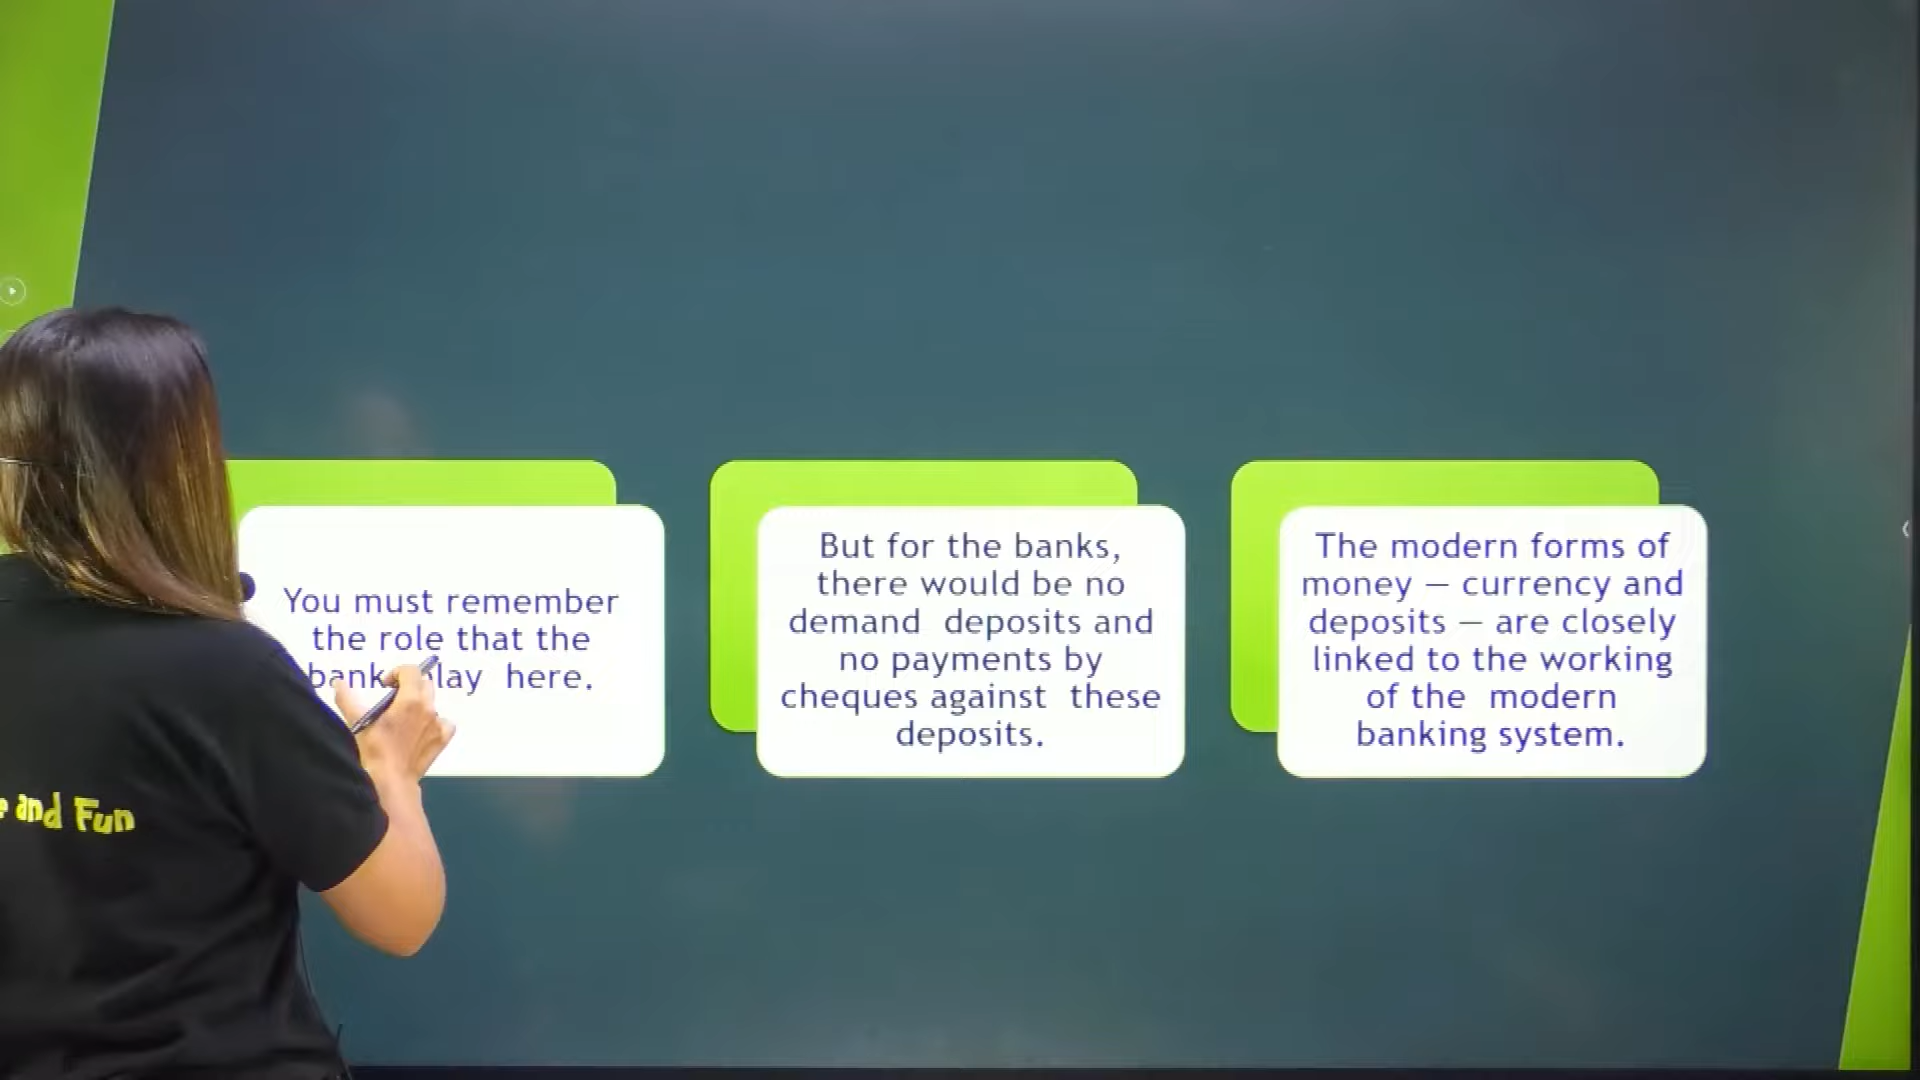 You must remember
the role that the
here.
But for the banks,
there would be no
demand deposits and
no payments by
cheques against these
deposits.
The modern forms of
money – currency and
deposits – are closely
linked to the working
of the modern
banking system.
and Fun